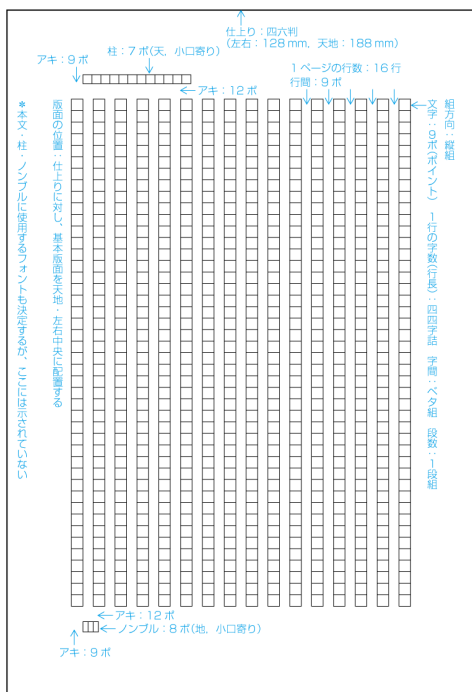 仕上り：四六判
（左右：128 mm，天地：188 mm）
アキ：9 ポ
柱：7 ポ（天，小口寄り）
アキ：12 ポ
1 ページの行数：16 行
行間：9 ポ
組方向：縦組
文字：9 ポ（ポイント）　1 行の字数（行長）：四四字詰　字間：ベタ組　段数：1 段組
版面の位置：仕上りに対し、基本版面を天地・左右中央に配置する
＊本文・柱・ノンブルに使用するフォントも決定するが、ここには示されていない
アキ：12 ポ
ノンブル：8 ポ（地，小口寄り）
アキ：9 ポ